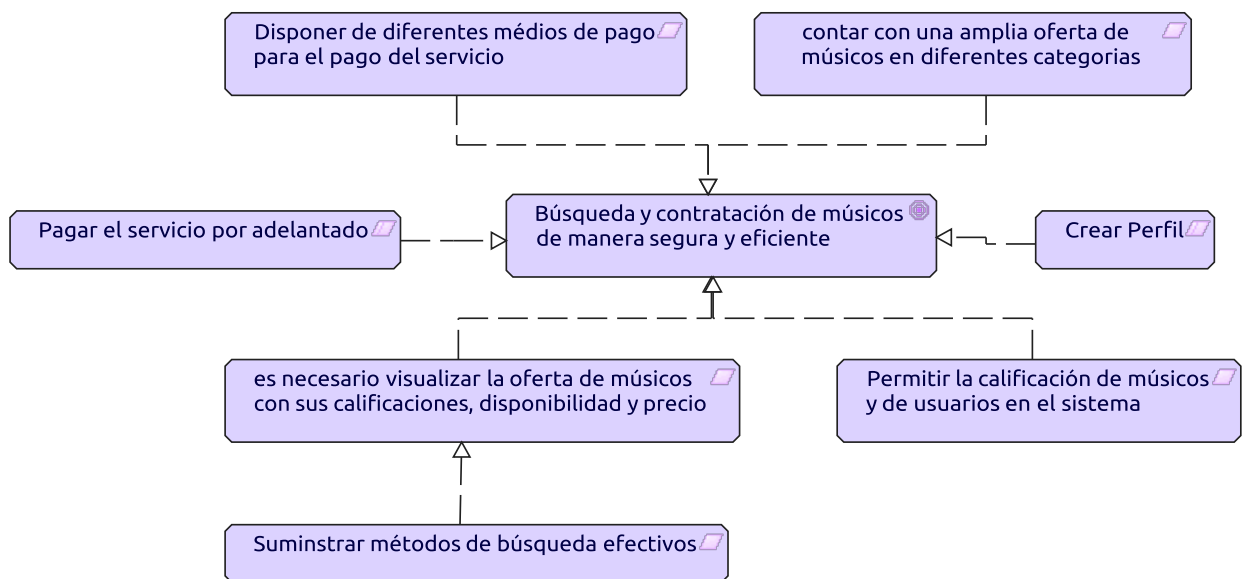 Disponer de diferentes médios de pago
para el pago del servicio
contar con una amplia oferta de
músicos en diferentes categorias
Búsqueda y contratación de músicos
de manera segura y eficiente
Pagar el servicio por adelantado
Crear Perfil
es necesario visualizar la oferta de músicos
con sus calificaciones, disponibilidad y precio
Permitir la calificación de músicos
y de usuarios en el sistema
Suminstrar métodos de búsqueda efectivos